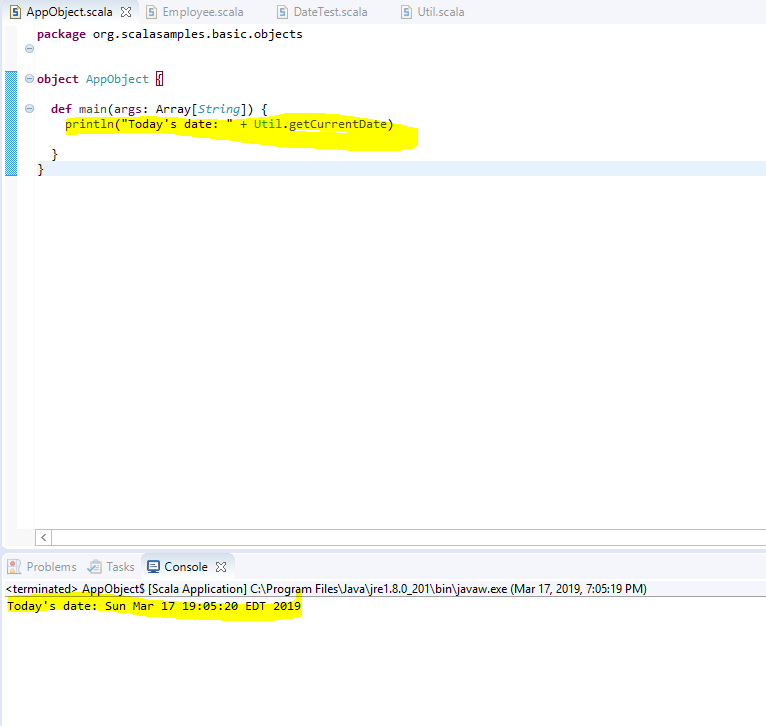 AppObject.scala Employee.scala DateTest.scala Util.scala
package org.scalasamples.basic.objects
object AppObject {
def main(args: Array[String]) {
println("Today's date: " + Util.getCurrentDate)
}
}
Problems Tasks Console
<terminated> AppObject$ [Scala Application] C:\Program Files\Java\jre1.8.0_201\bin\javaw.exe (Mar 17, 2019, 7:05:19 PM)
Today's date: Sun Mar 17 19:05:20 EDT 2019